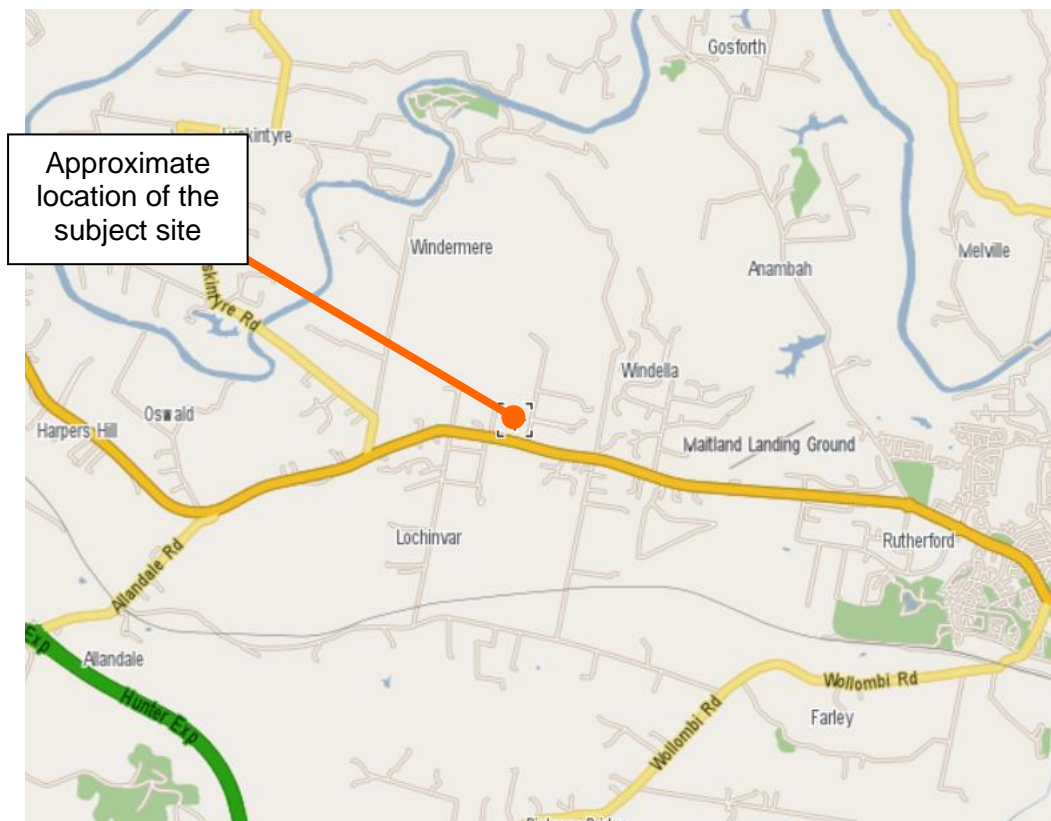 Gosforth
Approximate
location of the
subject site
Windermere
Melville
Anambah
Windella
Oswald
Harpers Hill
Maitland Landing Ground
Lochinvar
Rutherford
Allandale Rd
Allandale
Exp
Hunter Exp
Wollombi Rd
Wollombi Rd
Farley